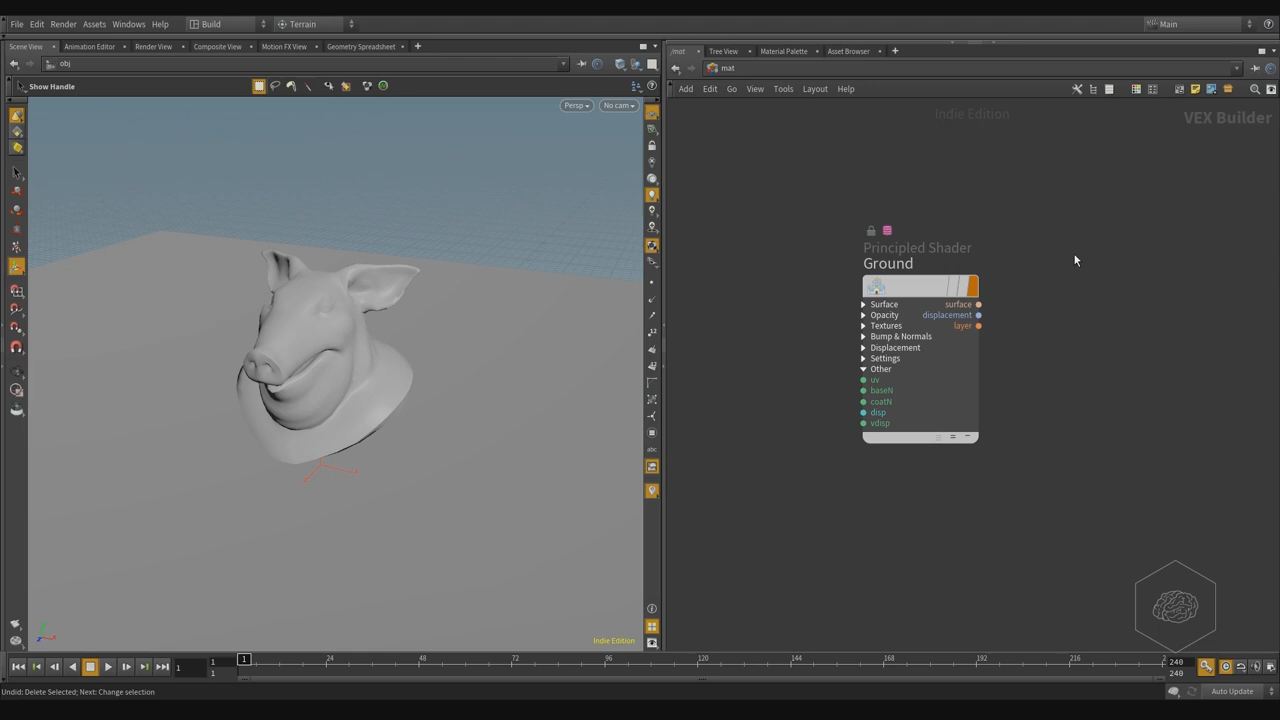 File Edit Render Assets Windows Help Build Terrain Main
Scene View Animation Editor Render View Composite View Motion FX View Geometry Spreadsheet
/mat Tree View Material Palette Asset Browser
obj
mat
Show Handle
Add Edit Go View Tools Layout Help
Persp No cam
Indie Edition
VEX Builder
Principled Shader
Ground
Surface surface
Opacity displacement
Textures layer
Bump & Normals
Displacement
Settings
Other
uv
baseN
coatN
disp
vdisp
12
abc
Indie Edition
1 1 1 24 48 72 96 120 144 168 192 216 2 240
1 240
Undid: Delete Selected; Next: Change selection
Auto Update